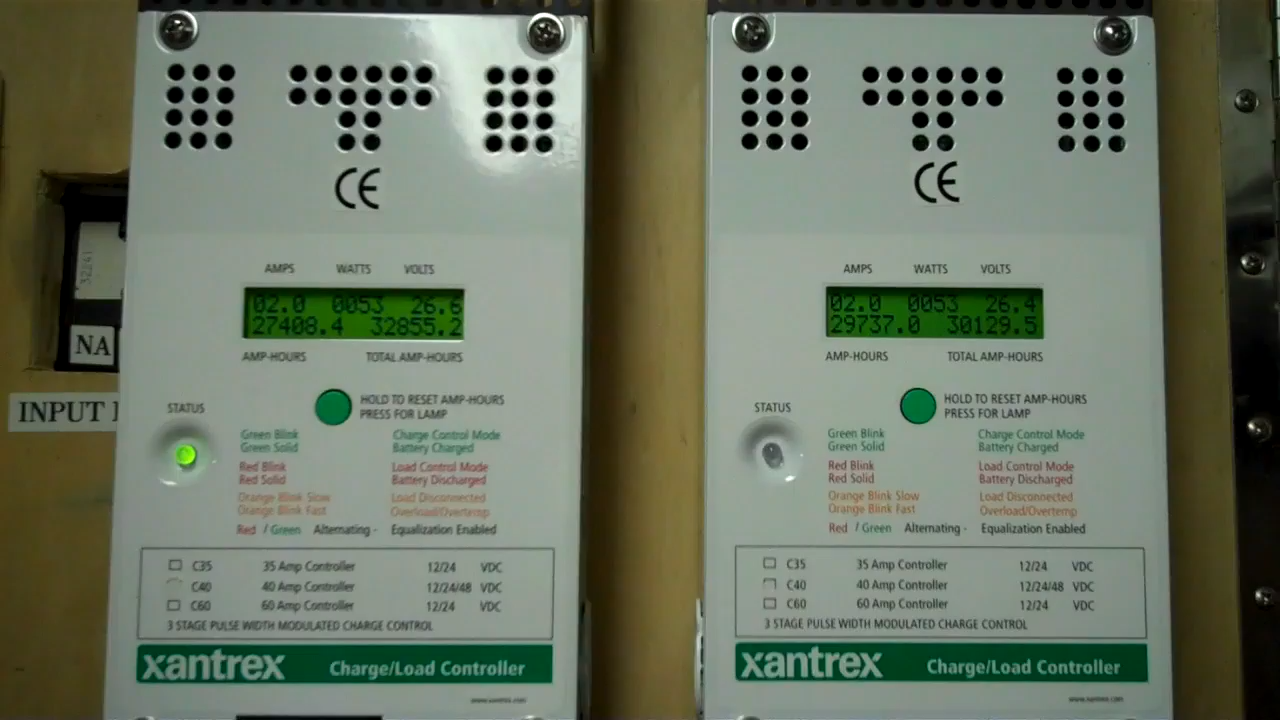 CE
AMPS WATTS VOLTS
02.0 0053 26.6
27408.4 32855.2
AMP-HOURS TOTAL AMP-HOURS
HOLD TO RESET AMP-HOURS
PRESS FOR LAMP
STATUS
Green Blink Charge Control Mode
Green Solid Battery Charged
Red Blink Load Control Mode
Red Solid Battery Discharged
Orange Blink Slow Load Disconnected
Orange Blink Fast Overload/Overtemp
Red / Green Alternating - Equalization Enabled
C35 35 Amp Controller 12/24 VDC
C40 40 Amp Controller 12/24/48 VDC
C60 60 Amp Controller 12/24 VDC
3 STAGE PULSE WIDTH MODULATED CHARGE CONTROL
xantrex Charge/Load Controller
www.xantrex.com
NA
INPUT
CE
AMPS WATTS VOLTS
02.0 0053 26.4
29737.0 30129.5
AMP-HOURS TOTAL AMP-HOURS
HOLD TO RESET AMP-HOURS
PRESS FOR LAMP
STATUS
Green Blink Charge Control Mode
Green Solid Battery Charged
Red Blink Load Control Mode
Red Solid Battery Discharged
Orange Blink Slow Load Disconnected
Orange Blink Fast Overload/Overtemp
Red / Green Alternating - Equalization Enabled
C35 35 Amp Controller 12/24 VDC
C40 40 Amp Controller 12/24/48 VDC
C60 60 Amp Controller 12/24 VDC
3 STAGE PULSE WIDTH MODULATED CHARGE CONTROL
xantrex Charge/Load Controller
www.xantrex.com